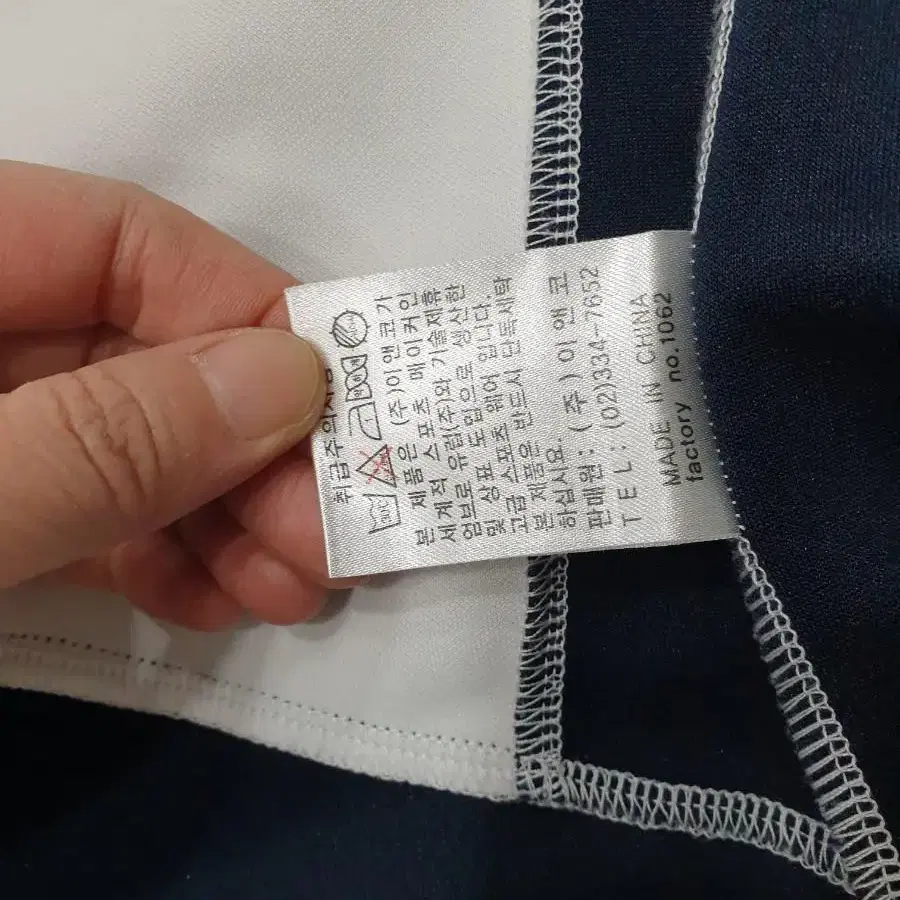 취급주의사항
30℃
본 제품은 (주)이앤코가
세계적 스포츠 메이커인
엄브로 유럽(주)와 기술제휴
및 상표 도입으로 생산한
고급 스포츠 웨어 입니다.
본 제품은 반드시 단독세탁
하십시요.
판매원: (주)이앤코
TEL: (02)334-7652
MADE IN CHINA
factory no.1062